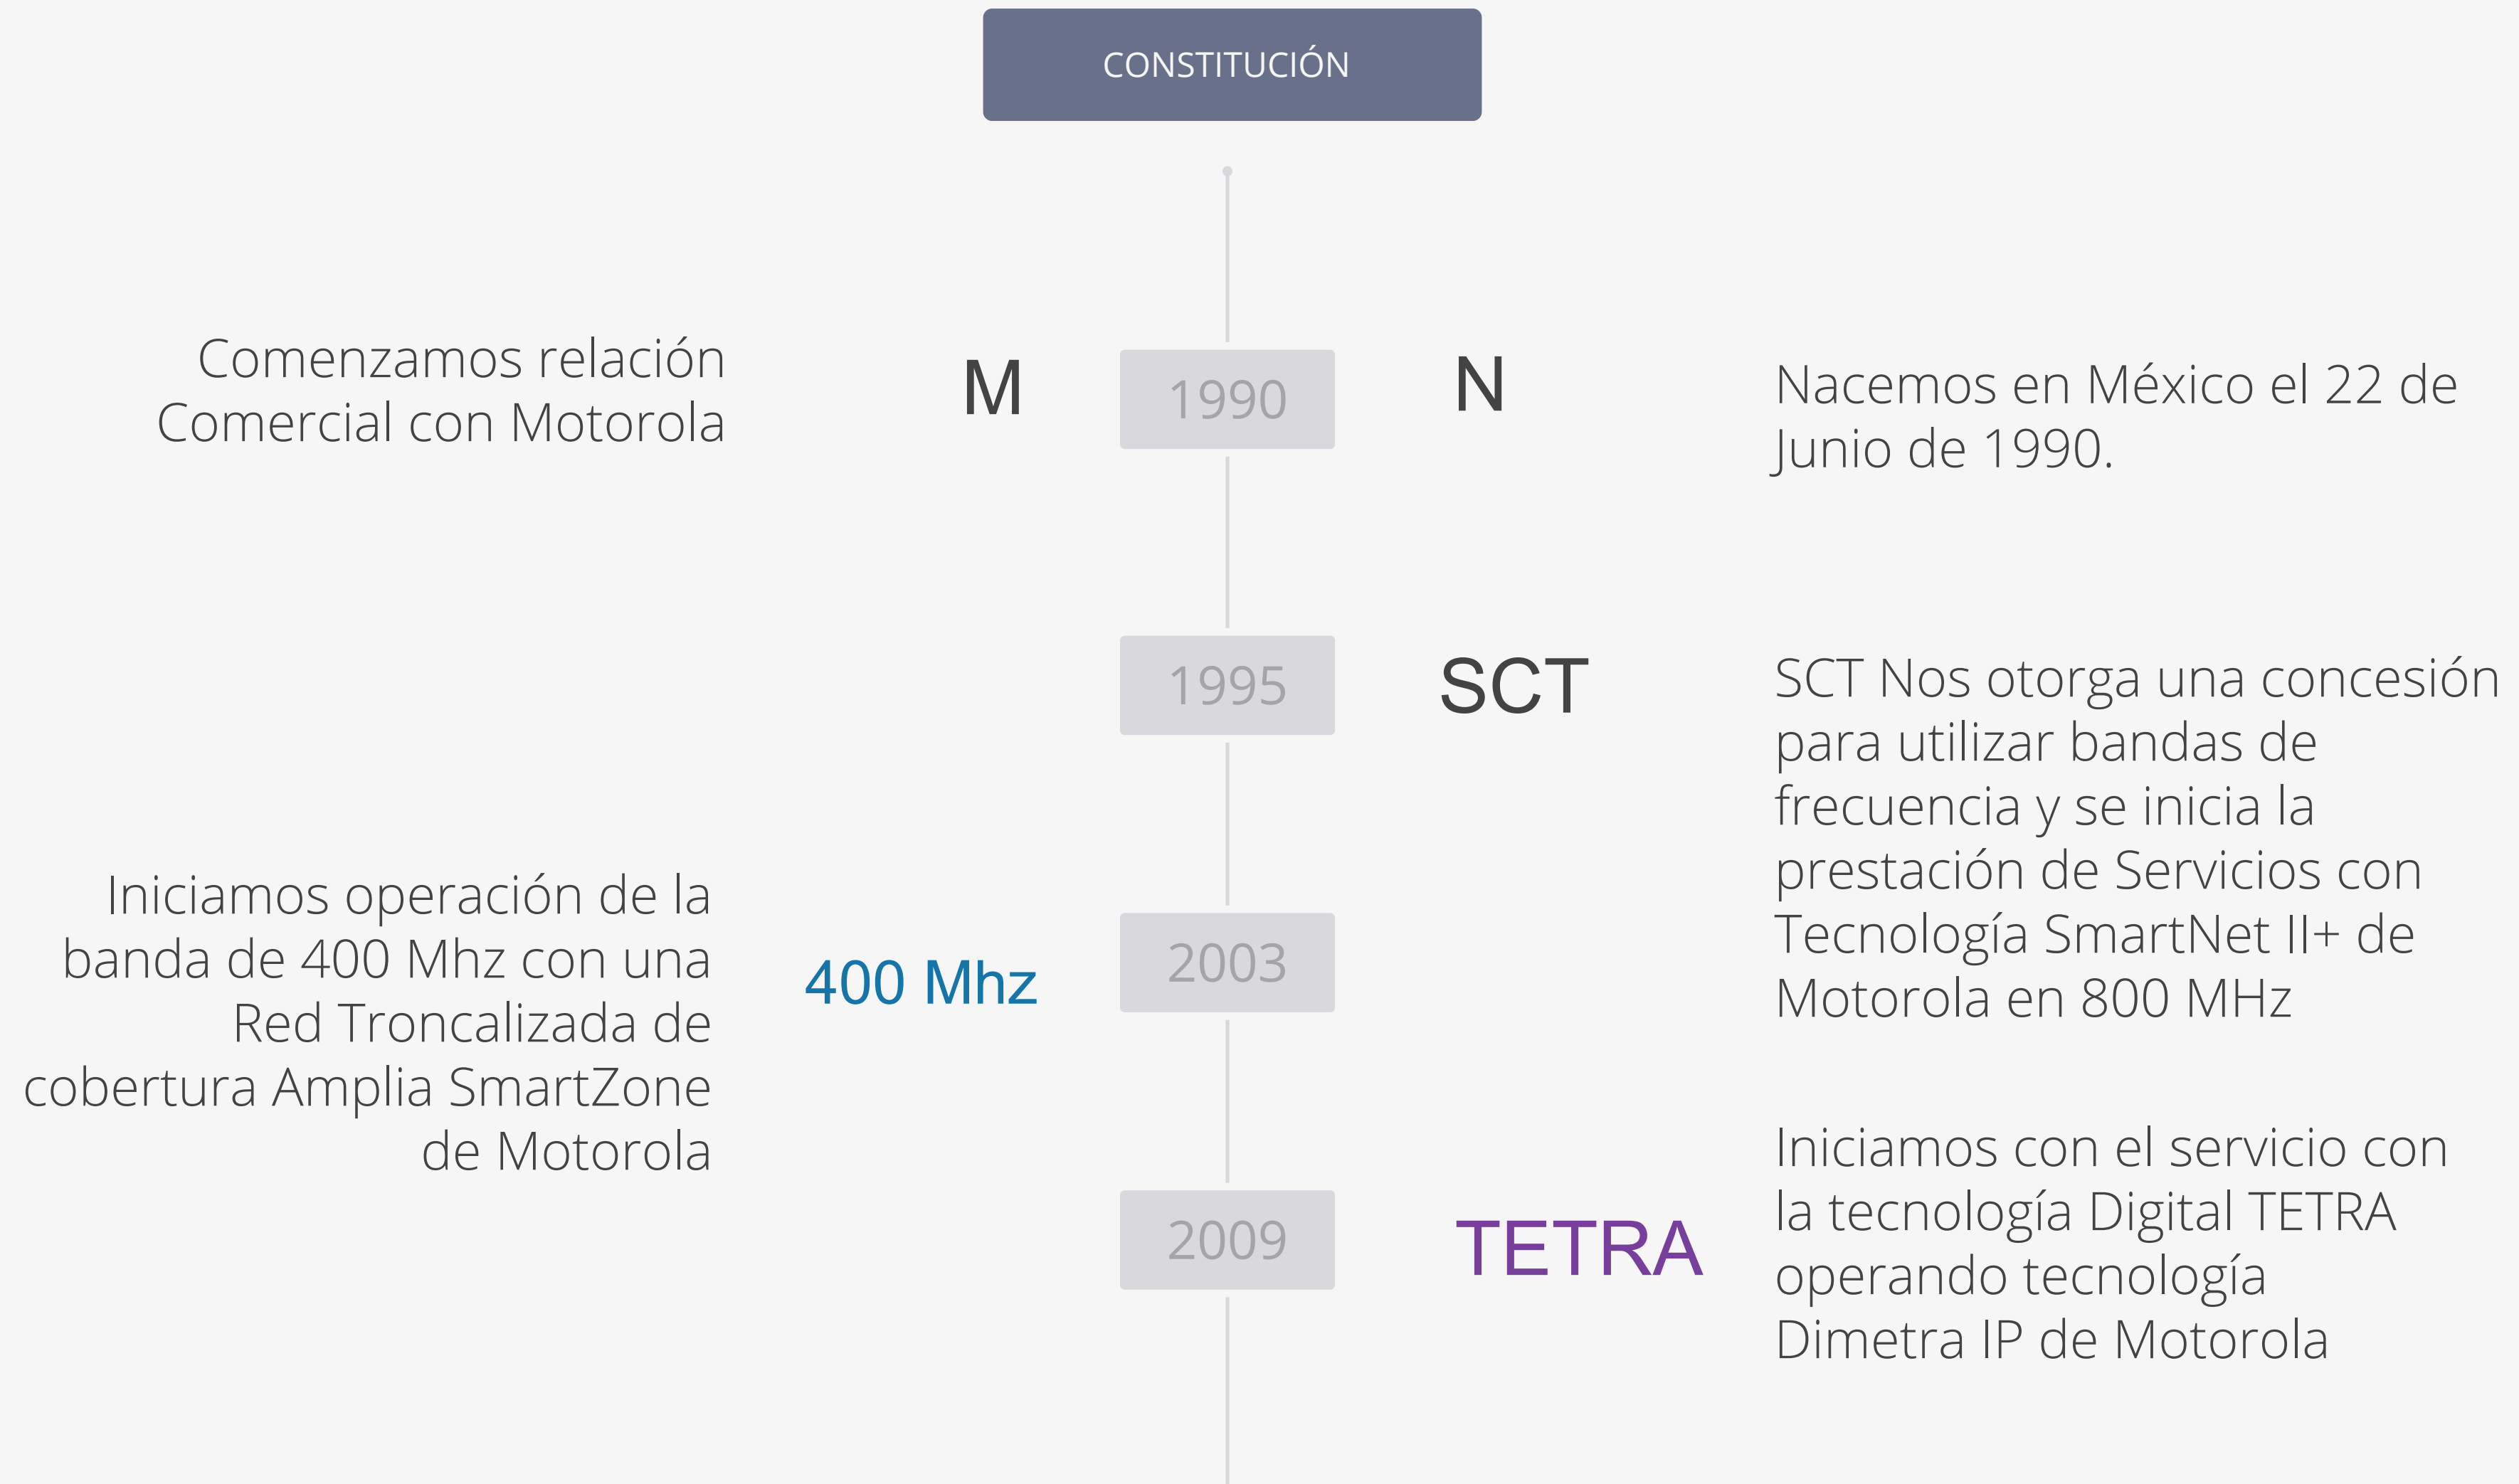 CONSTITUCIÓN
Comenzamos relación
Comercial con Motorola
M
1990
N
Nacemos en México el 22 de
Junio de 1990.
1995
SCT
SCT Nos otorga una concesión
para utilizar bandas de
frecuencia y se inicia la
prestación de Servicios con
Tecnología SmartNet II+ de
Motorola en 800 MHz
Iniciamos operación de la
banda de 400 Mhz con una
Red Troncalizada de
cobertura Amplia SmartZone
de Motorola
400 Mhz
2003
2009
TETRA
Iniciamos con el servicio con
la tecnología Digital TETRA
operando tecnología
Dimetra IP de Motorola